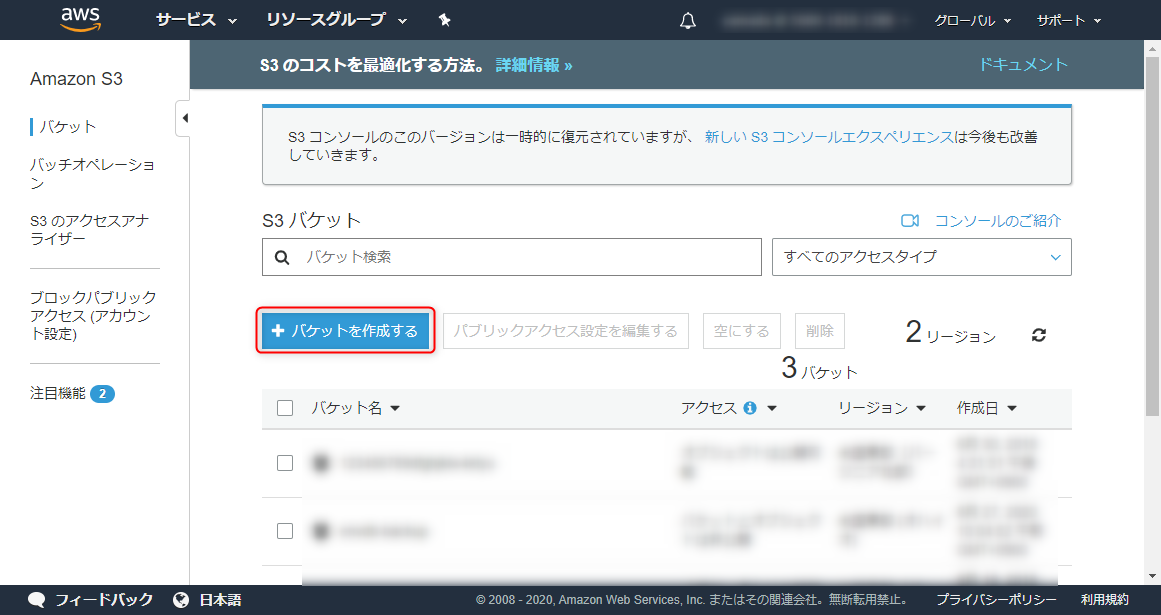 aws サービス リソースグループ グローバル サポート
Amazon S3
バケット
バッチオペレーショ
ン
S3 のアクセスアナ
ライザー
ブロックパブリック
アクセス (アカウン
ト設定)
注目機能 2
S3 のコストを最適化する方法。 詳細情報 » ドキュメント
S3 コンソールのこのバージョンは一時的に復元されていますが、 新しい S3 コンソールエクスペリエンスは今後も改善
していきます。
S3 バケット コンソールのご紹介
バケット検索 すべてのアクセスタイプ
+ バケットを作成する パブリックアクセス設定を編集する 空にする 削除 2 リージョン
3 バケット
バケット名 アクセス リージョン 作成日
フィードバック 日本語 © 2008 - 2020, Amazon Web Services, Inc. またはその関連会社。無断転用禁止。 プライバシーポリシー 利用規約